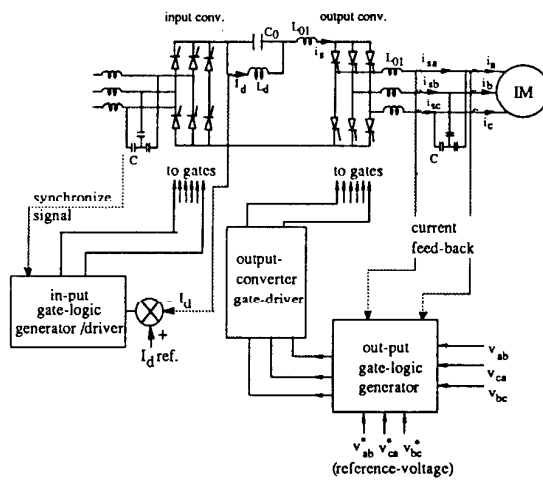 input conv.
C0
L01
output conv.
is
Id
Ld
L01
isa
ia
isb
ib
isc
ic
IM
C
C
to gates
to gates
synchronize
signal
current
feed-back
output-
converter
gate-driver
in-put
gate-logic
generator/driver
- Id
+
Id ref.
out-put
gate-logic
generator
vab
vca
vbc
v*ab v*ca v*bc
(reference-voltage)